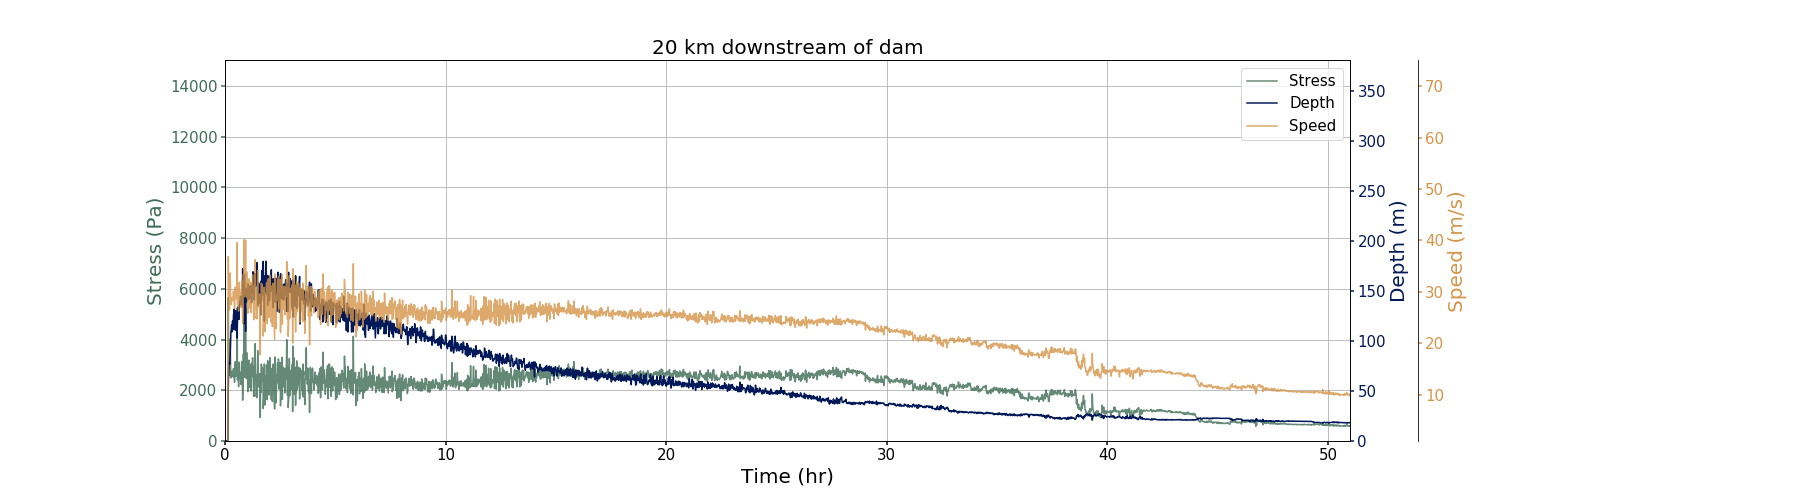 20 km downstream of dam
Stress (Pa)
14000
12000
10000
8000
6000
4000
2000
0
Stress
Depth
Speed
350
300
250
200
150
100
50
0
Depth (m)
70
60
50
40
30
20
10
Speed (m/s)
0 10 20 30 40 50
Time (hr)